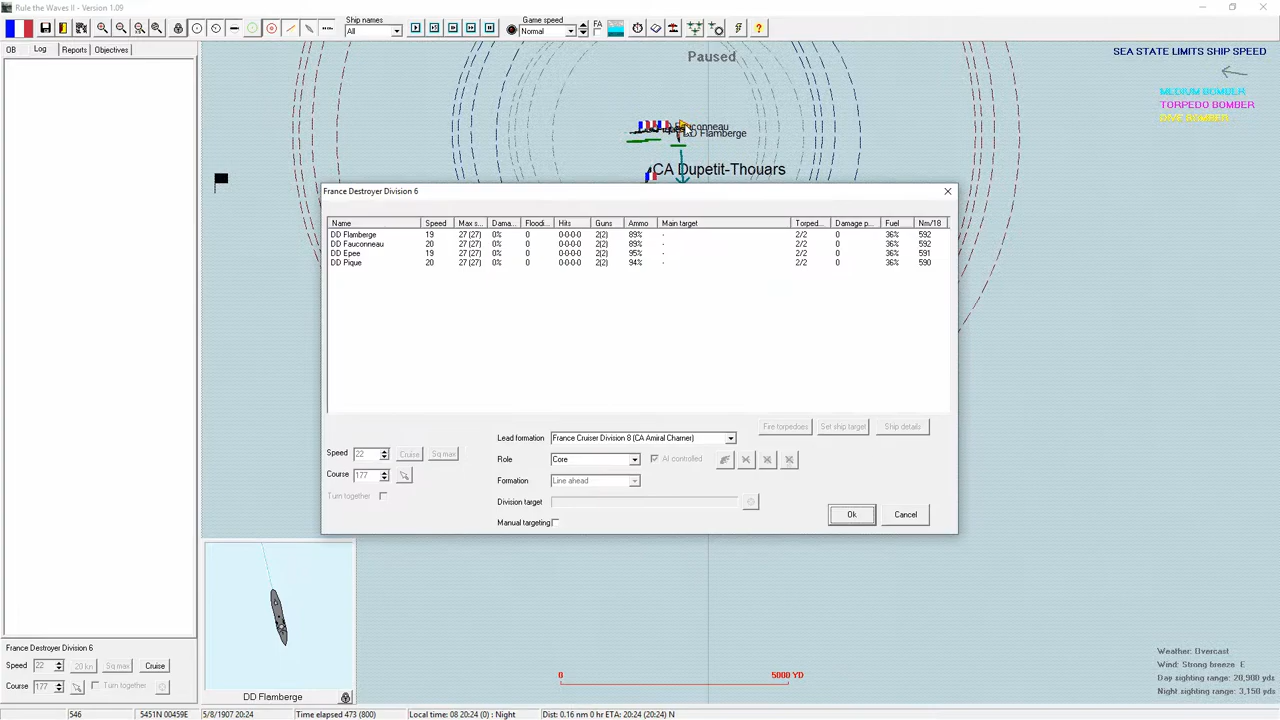 Rule the Waves II - Version 1.09
Ship names
All
Game speed
Normal
FA
OB
Log
Reports
Objectives
Paused
SEA STATE LIMITS SHIP SPEED
MEDIUM BOMBER
TORPEDO BOMBER
DIVE BOMBER
DD Flamberge
CA Dupetit-Thouars
France Destroyer Division 6
Name Speed Max s... Dama... Floodi... Hits Guns Ammo Main target Torped... Damage p... Fuel Nm/18
DD Flamberge 19 27 (27) 0% 0 0-0-0-0 2(2) 89% - 2/2 0 36% 592
DD Fauconneau 20 27 (27) 0% 0 0-0-0-0 2(2) 89% - 2/2 0 36% 592
DD Epee 19 27 (27) 0% 0 0-0-0-0 2(2) 95% - 2/2 0 36% 591
DD Pique 20 27 (27) 0% 0 0-0-0-0 2(2) 94% - 2/2 0 36% 590
Fire torpedoes
Set ship target
Ship details
Speed 22 Cruise Sq max
Course 177
Turn together
Lead formation France Cruiser Division 8 (CA Amiral Charner)
Role Core AI controlled
Formation Line ahead
Division target
Manual targeting
Ok
Cancel
France Destroyer Division 6
Speed 22 20 kn Sq max Cruise
Course 177 Turn together
DD Flamberge
0 5000 YD
Weather: Overcast
Wind: Strong breeze E
Day sighting range: 20,900 yds
Night sighting range: 3,150 yds
546 5451N 00459E 5/8/1907 20:24 Time elapsed 473 (800) Local time: 08 20:24 (0) : Night Dist: 0.16 nm 0 hr ETA: 20:24 (20:24) N